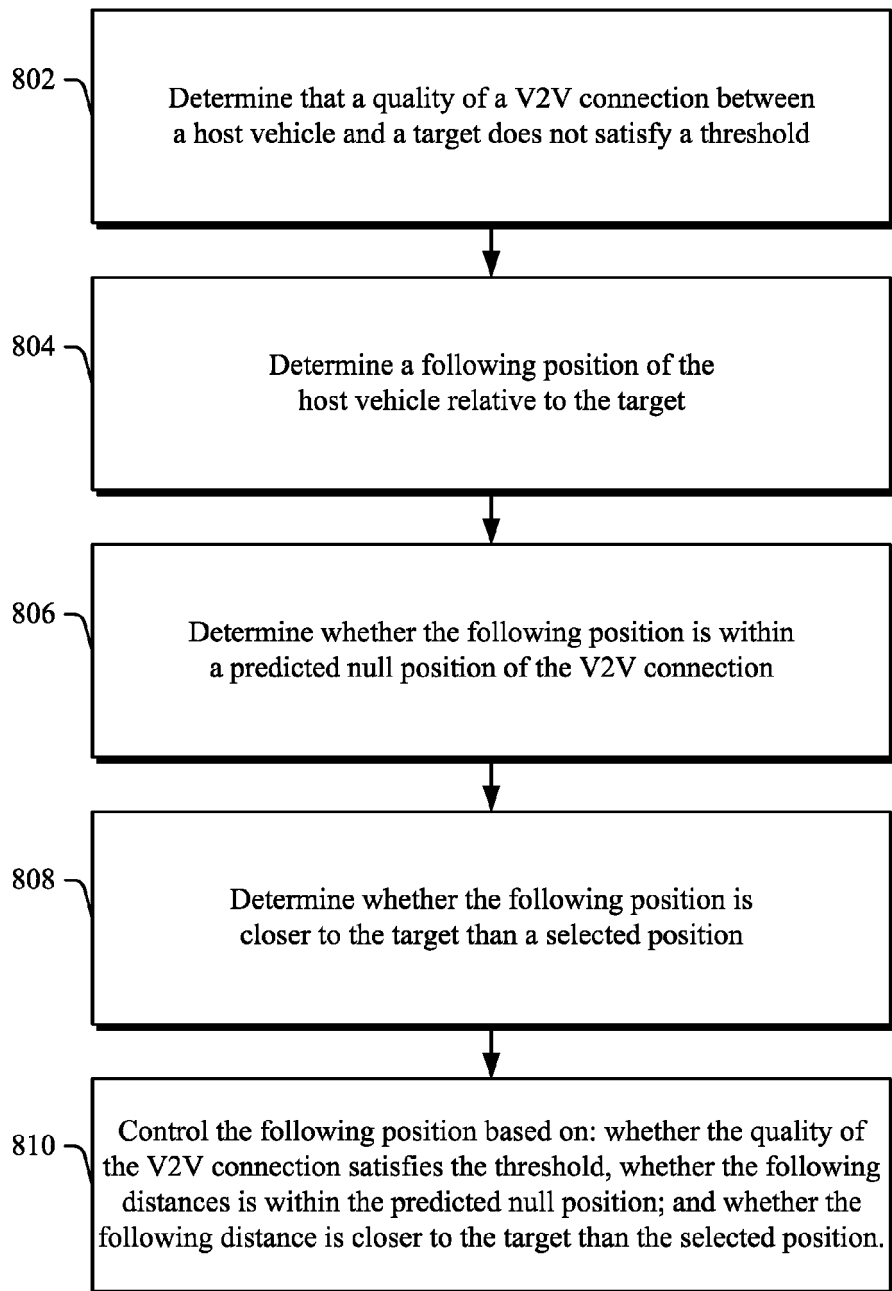 802
Determine that a quality of a V2V connection between
a host vehicle and a target does not satisfy a threshold
804
Determine a following position of the
host vehicle relative to the target
806
Determine whether the following position is within
a predicted null position of the V2V connection
808
Determine whether the following position is
closer to the target than a selected position
810
Control the following position based on: whether the quality of
the V2V connection satisfies the threshold, whether the following
distances is within the predicted null position; and whether the
following distance is closer to the target than the selected position.